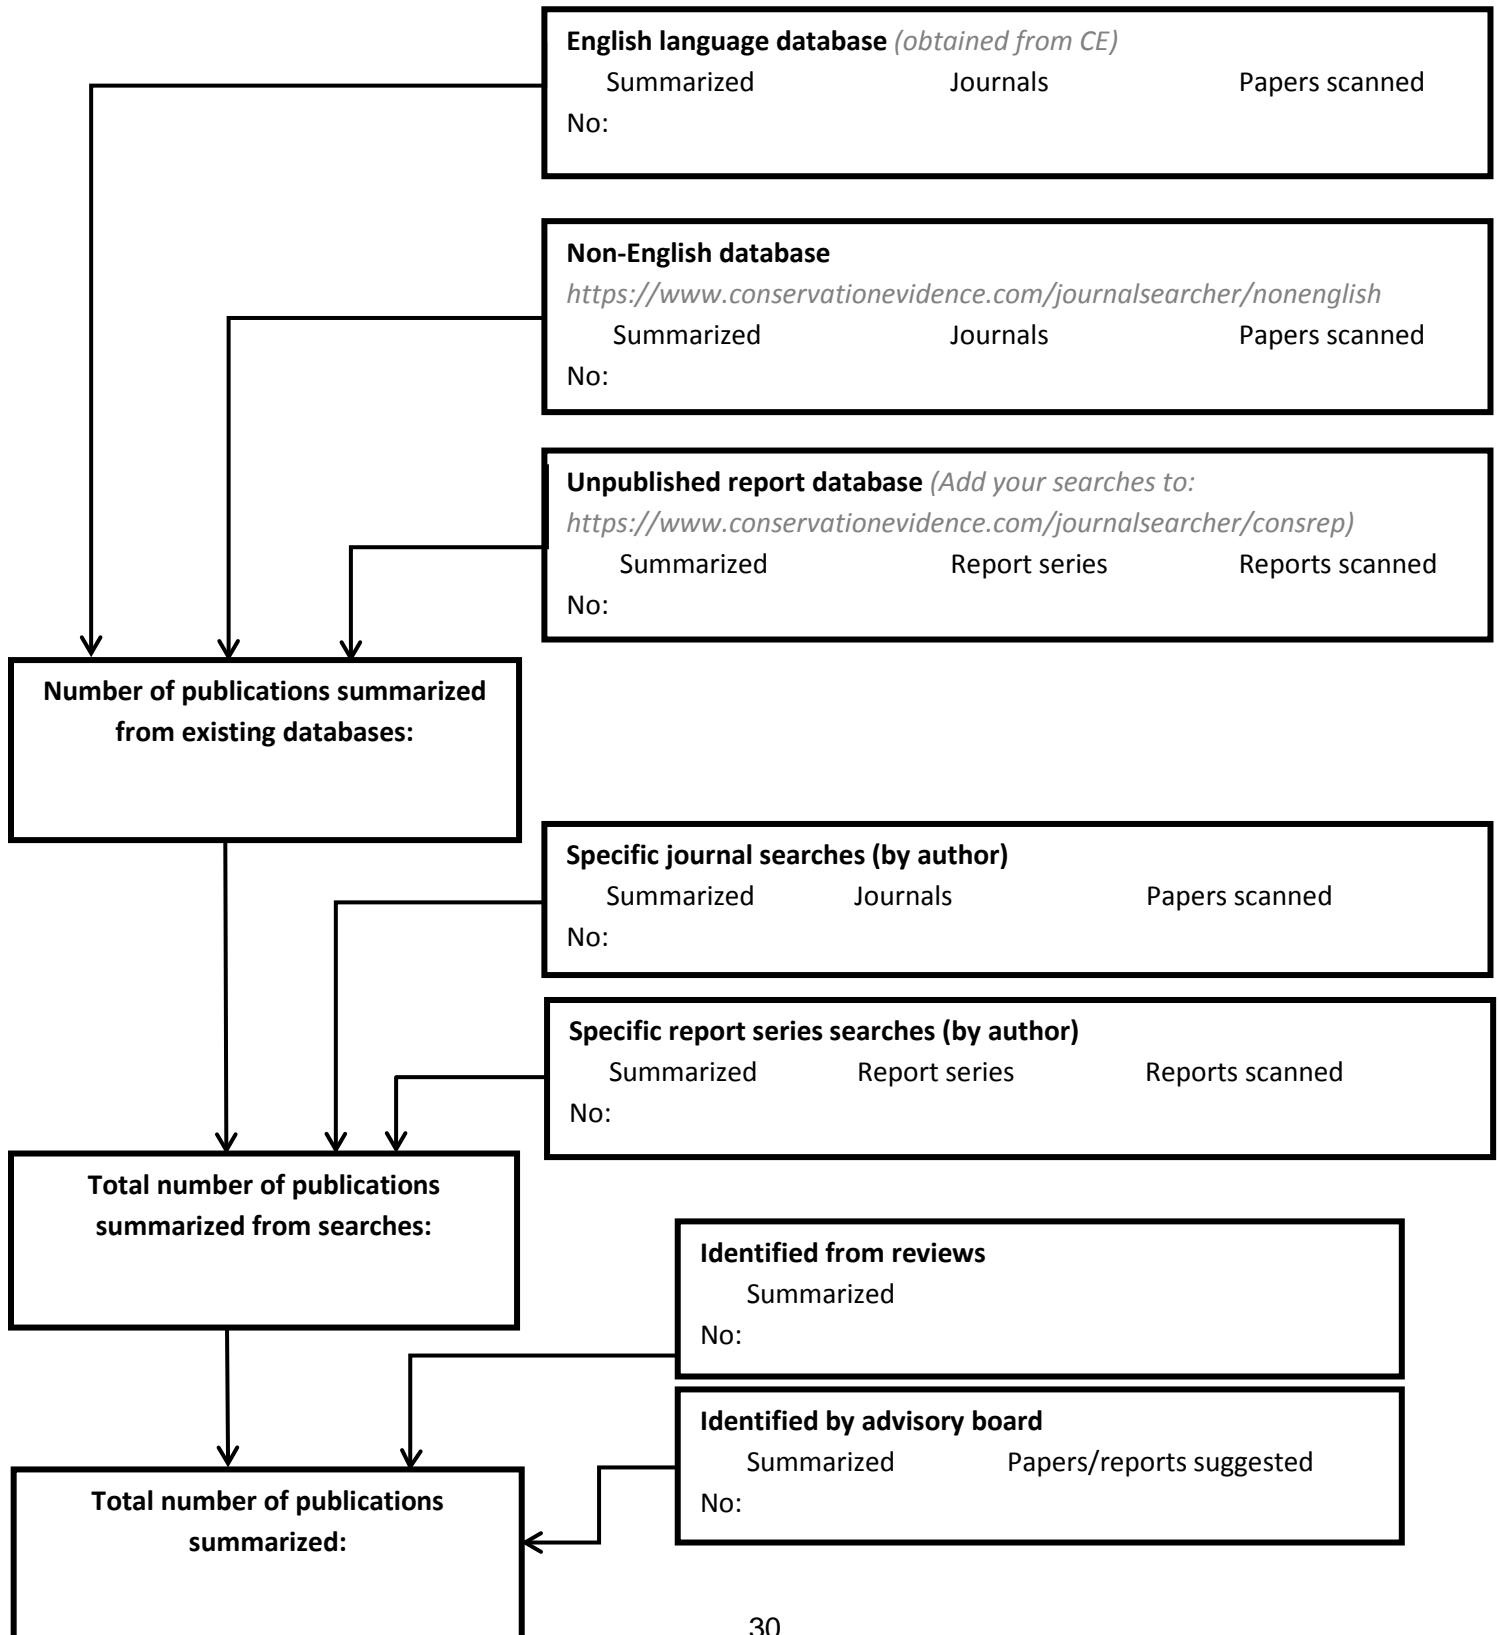 English language database (obtained from CE)
Summarized Journals Papers scanned
No:
Non-English database
https://www.conservationevidence.com/journalsearcher/nonenglish
Summarized Journals Papers scanned
No:
Unpublished report database (Add your searches to:
https://www.conservationevidence.com/journalsearcher/consrep)
Summarized Report series Reports scanned
No:
Number of publications summarized
from existing databases:
Specific journal searches (by author)
Summarized Journals Papers scanned
No:
Specific report series searches (by author)
Summarized Report series Reports scanned
No:
Total number of publications
summarized from searches:
Identified from reviews
Summarized
No:
Identified by advisory board
Summarized Papers/reports suggested
No:
Total number of publications
summarized:
30